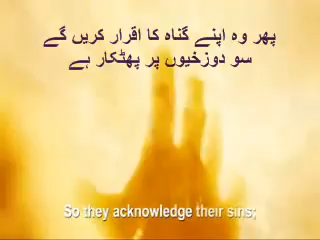 پھر وہ اپنے گناہ کا اقرار کریں گے
سو دوزخیوں پر پھٹکار ہے
So they acknowledge their sins;